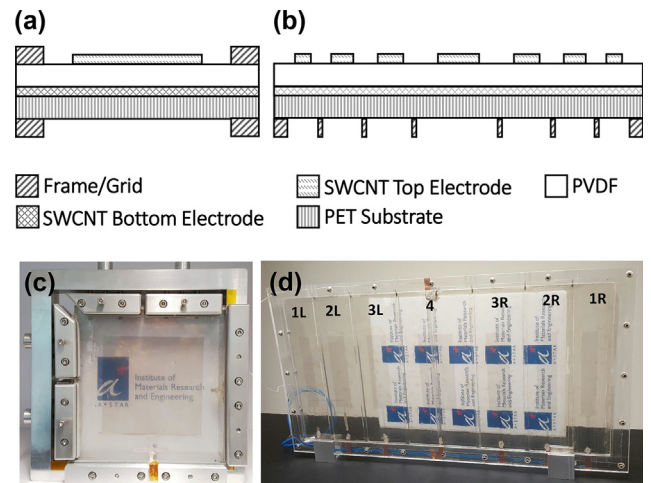 (a)
(b)
Frame/Grid
SWCNT Top Electrode
PVDF
SWCNT Bottom Electrode
PET Substrate
(c)
Institute of
Materials Research
and Engineering
A*STAR
(d)
1L
2L
3L
4
3R
2R
1R